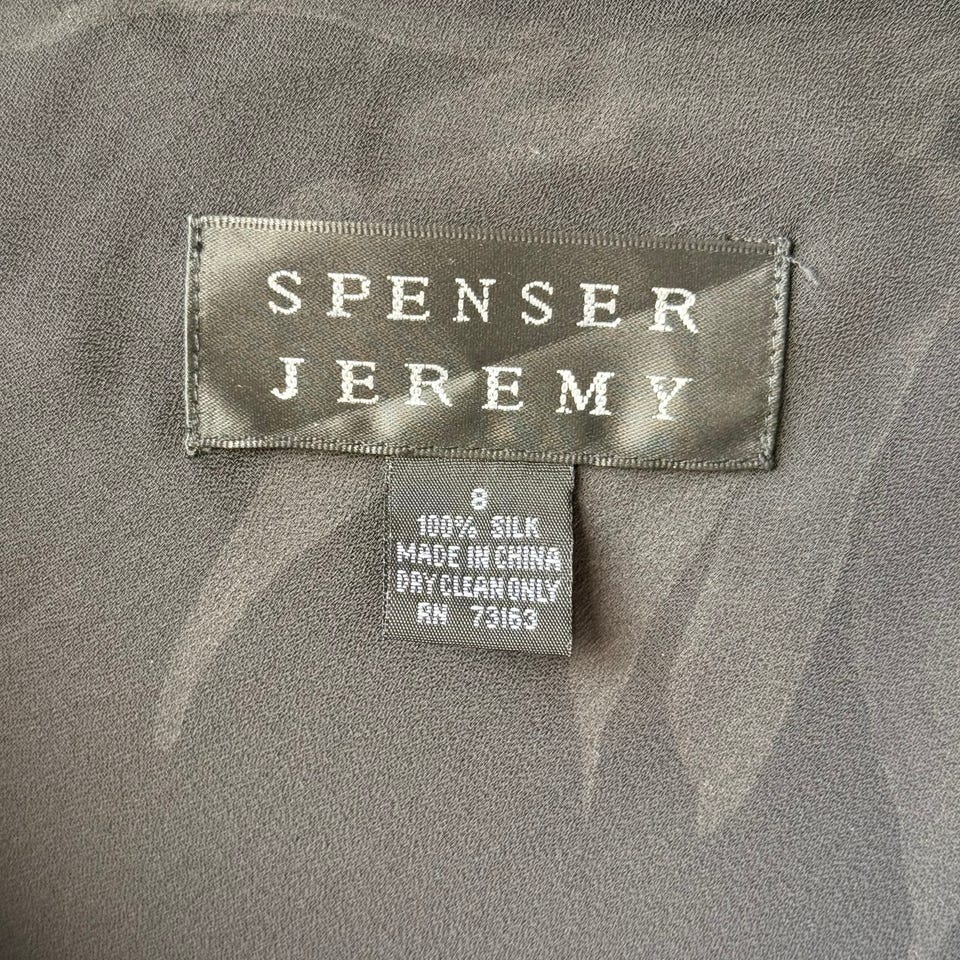 SPENSER
JEREMY
8
100% SILK
MADE IN CHINA
DRY CLEAN ONLY
RN 73163